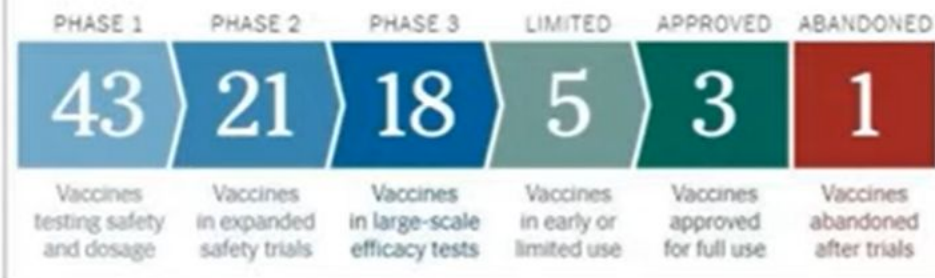 PHASE 1 PHASE 2 PHASE 3 LIMITED APPROVED ABANDONED
43 21 18 5 3 1
Vaccines Vaccines Vaccines Vaccines Vaccines Vaccines
testing safety in expanded in large-scale in early or approved abandoned
and dosage safety trials efficacy tests limited use for full use after trials